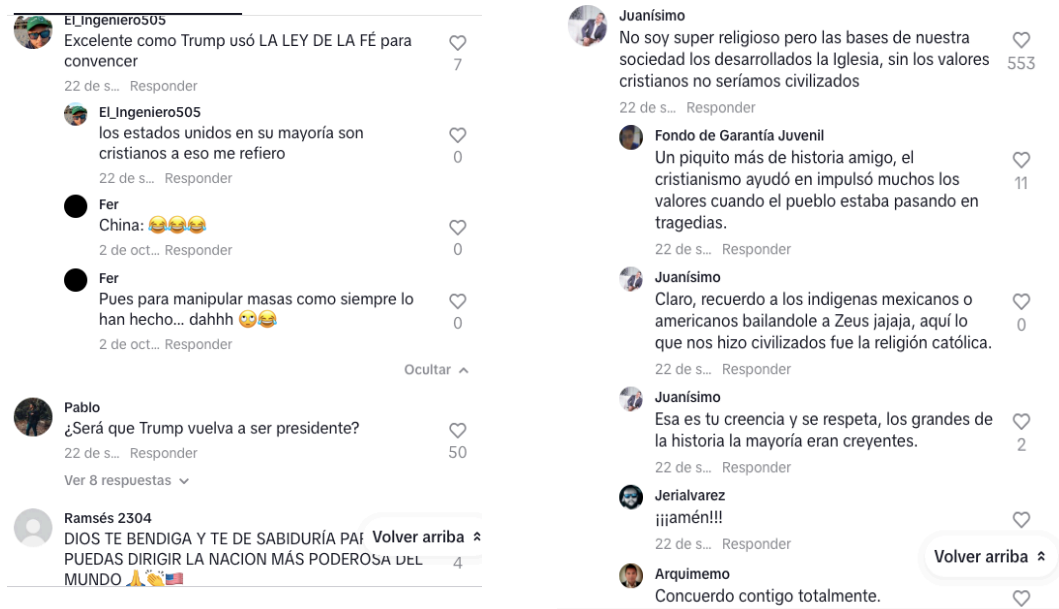 El_Ingeniero505
Excelente como Trump usó LA LEY DE LA FÉ para
convencer
7
22 de s... Responder
El_Ingeniero505
los estados unidos en su mayoría son
cristianos a eso me refiero
0
22 de s... Responder
Fer
China: 😂😂😂
0
2 de oct... Responder
Fer
Pues para manipular masas como siempre lo
han hecho... dahhh 🙄😂
0
2 de oct... Responder
Ocultar
Pablo
¿Será que Trump vuelva a ser presidente?
50
22 de s... Responder
Ver 8 respuestas
Ramsés 2304
DIOS TE BENDIGA Y TE DE SABIDURÍA
Volver arriba
PUEDAS DIRIGIR LA NACION MÁS PODEROSA DEL
4
MUNDO 🙏👏🇺🇸
Juanísimo
No soy super religioso pero las bases de nuestra
sociedad los desarrollados la Iglesia, sin los valores
553
cristianos no seríamos civilizados
22 de s... Responder
Fondo de Garantía Juvenil
Un piquito más de historia amigo, el
cristianismo ayudó en impulsó muchos los
11
valores cuando el pueblo estaba pasando en
tragedias.
22 de s... Responder
Juanísimo
Claro, recuerdo a los indigenas mexicanos o
americanos bailandole a Zeus jajaja, aquí lo
0
que nos hizo civilizados fue la religión católica.
22 de s... Responder
Juanísimo
Esa es tu creencia y se respeta, los grandes de
la historia la mayoría eran creyentes.
2
22 de s... Responder
Jerialvarez
¡¡¡amén!!!
22 de s... Responder
Volver arriba
Arquimemo
Concuerdo contigo totalmente.